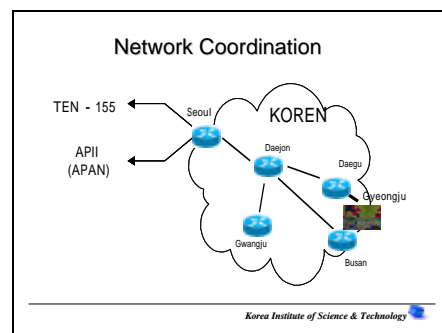 Network Coordination
TEN - 155
Seoul
KOREN
APII
(APAN)
Daejon
Daegu
Gyeongju
Gwangju
Busan
Korea Institute of Science & Technology